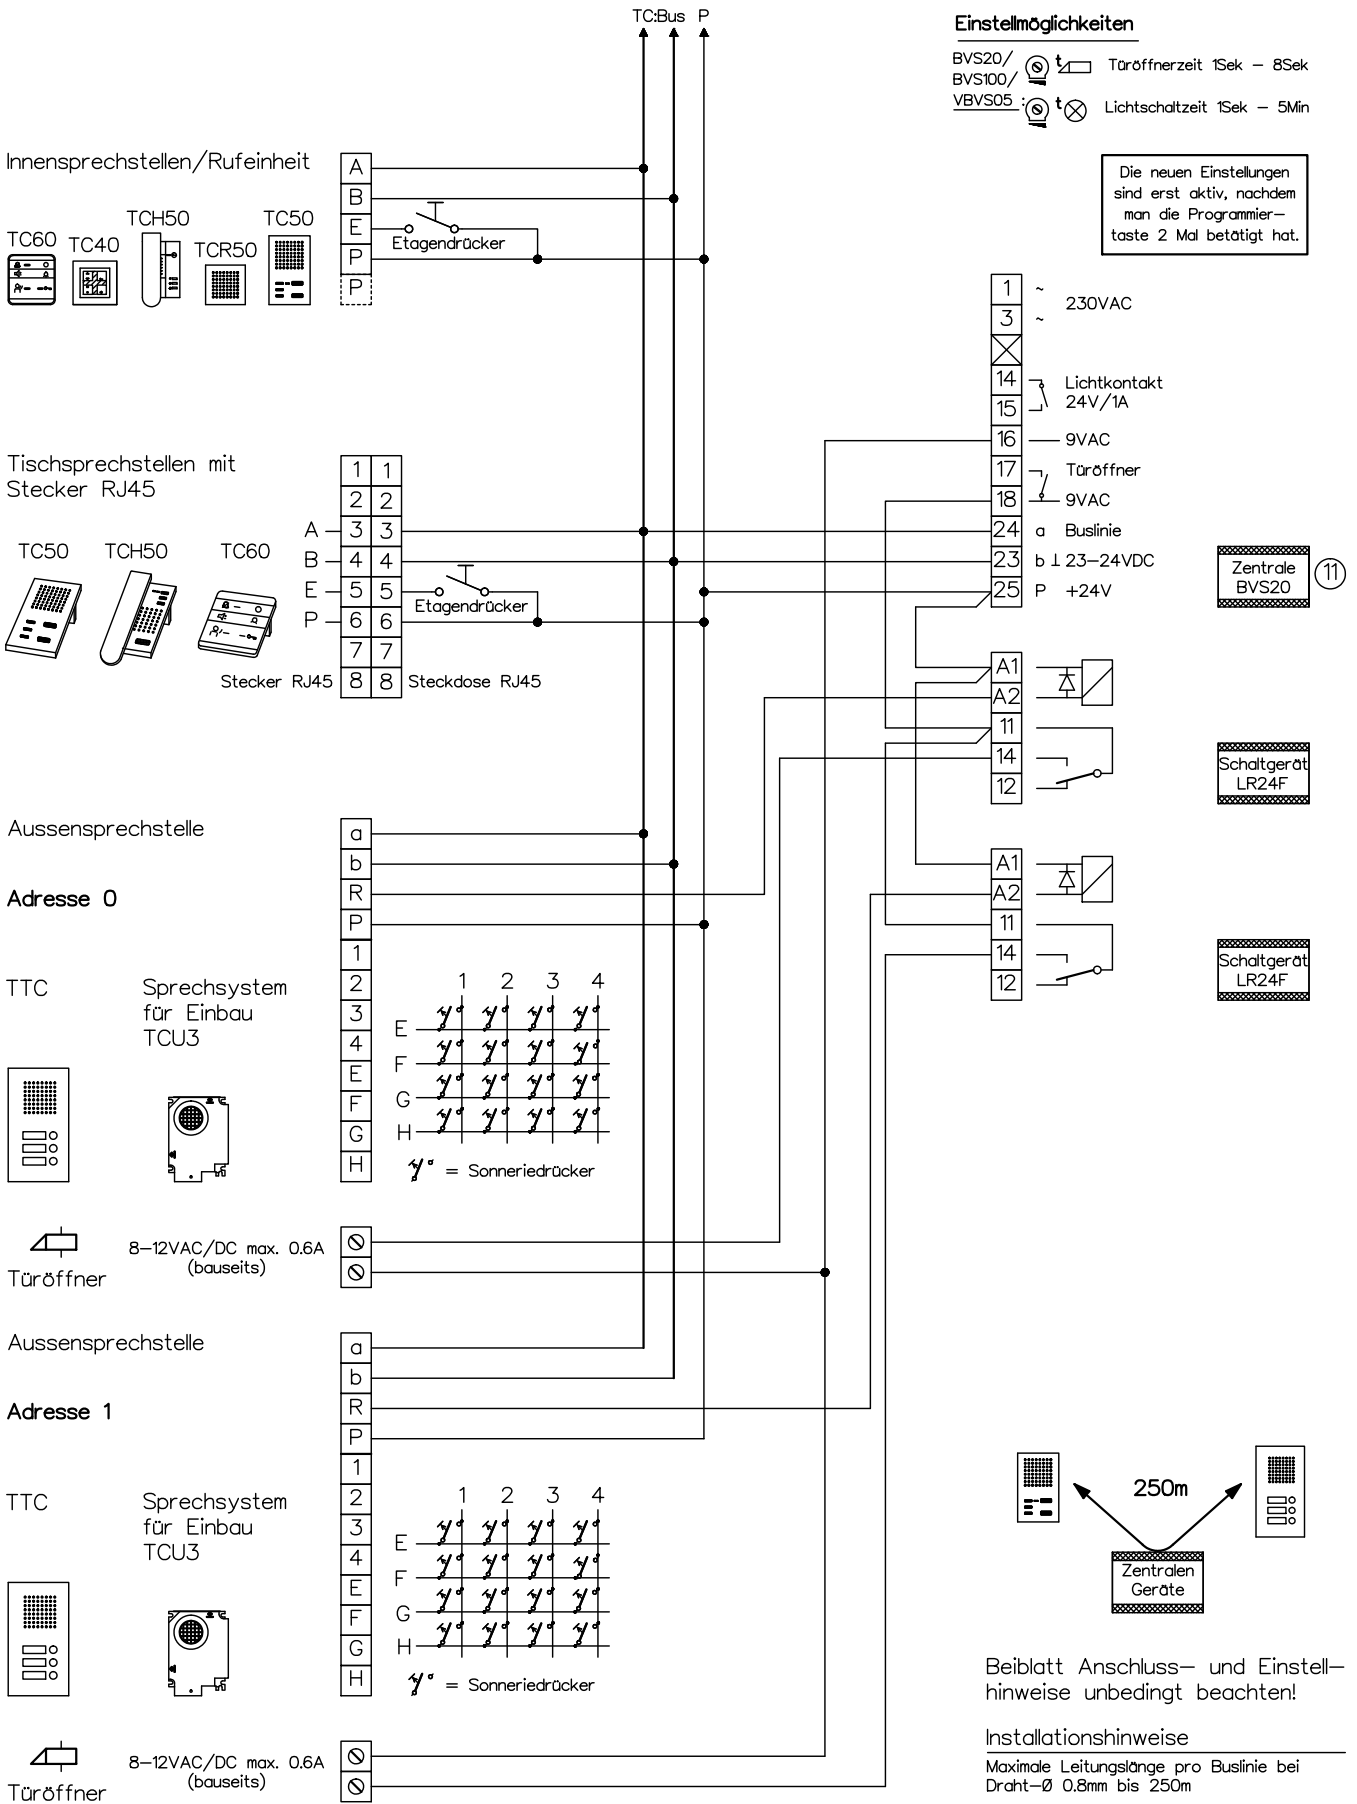 TC:Bus P
Einstellmöglichkeiten
BVS20/
BVS100/
VBVS05 :
t Türöffnerzeit 1Sek – 8Sek
t Lichtschaltzeit 1Sek – 5Min
Die neuen Einstellungen
sind erst aktiv, nachdem
man die Programmier–
taste 2 Mal betätigt hat.
Innensprechstellen/Rufeinheit
TC60
TC40
TCH50
TCR50
TC50
A
B
E
P
P
Etagendrücker
1 ~
3 ~
230VAC
14
15
Lichtkontakt
24V/1A
16 9VAC
17 Türöffner
18 9VAC
24 a Buslinie
23 b ⊥ 23–24VDC
25 P +24V
Zentrale
BVS20
11
Tischsprechstellen mit
Stecker RJ45
TC50
TCH50
TC60
1 1
2 2
A 3 3
B 4 4
E 5 5
P 6 6
7 7
Stecker RJ45 8 8 Steckdose RJ45
Etagendrücker
A1
A2
11
14
12
Schaltgerät
LR24F
A1
A2
11
14
12
Schaltgerät
LR24F
Aussensprechstelle
Adresse 0
TTC
Sprechsystem
für Einbau
TCU3
a
b
R
P
1
2
3
4
E
F
G
H
1 2 3 4
E
F
G
H
= Sonneriedrücker
Türöffner
8–12VAC/DC max. 0.6A
(bauseits)
Aussensprechstelle
Adresse 1
TTC
Sprechsystem
für Einbau
TCU3
a
b
R
P
1
2
3
4
E
F
G
H
1 2 3 4
E
F
G
H
= Sonneriedrücker
Türöffner
8–12VAC/DC max. 0.6A
(bauseits)
250m
Zentralen
Geräte
Beiblatt Anschluss– und Einstell–
hinweise unbedingt beachten!
Installationshinweise
Maximale Leitungslänge pro Buslinie bei
Draht–Ø 0.8mm bis 250m